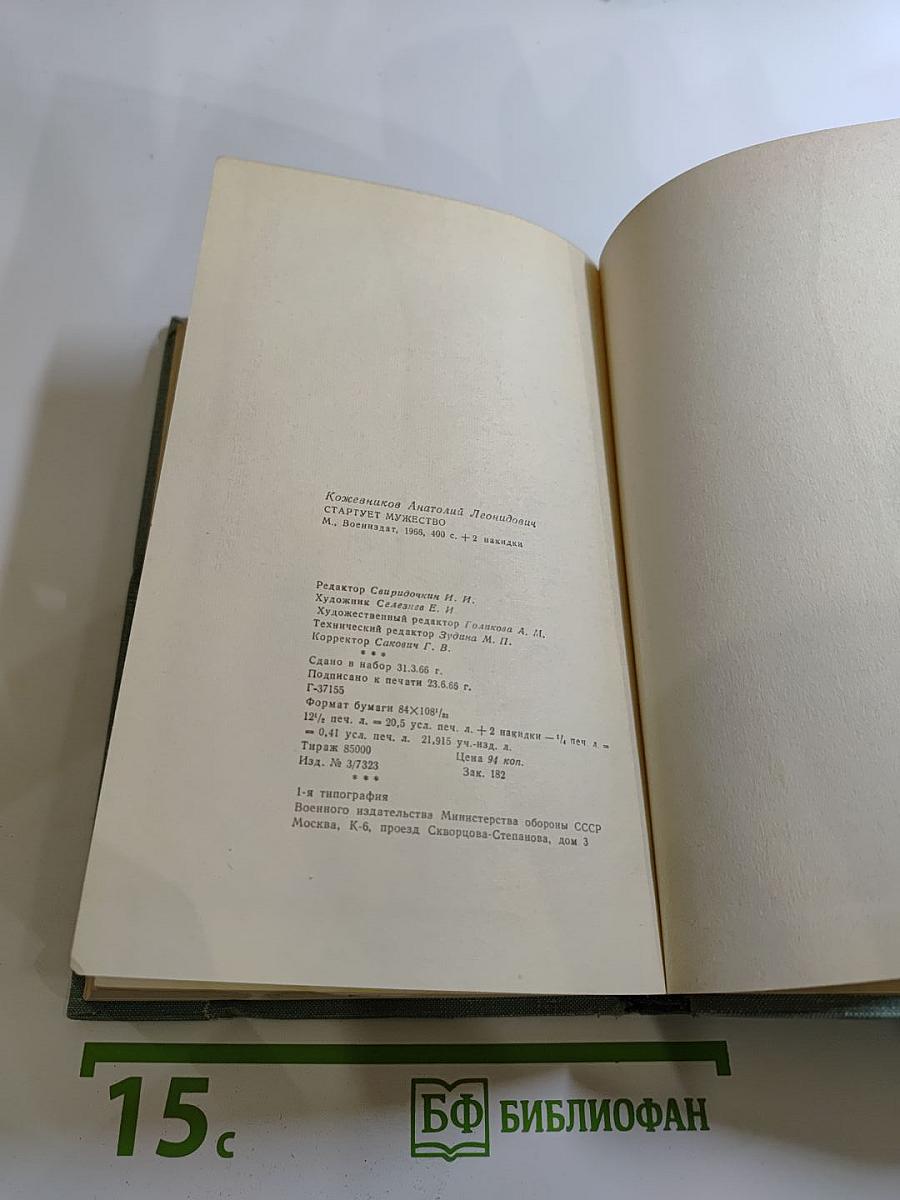 Кожевников Анатолий Леонидович
СТАРТУЕТ МУЖЕСТВО
М., Воениздат, 1966, 400 с. + 2 накидки
Редактор Свиридочкин И. И.
Художник Селезнев Е. И
Художественный редактор Голикова А. М.
Технический редактор Зудина М. П.
Корректор Сакович Г. В.
* * *
Сдано в набор 31.3.66 г.
Подписано к печати 23.6.66 г.
Г-37155
Формат бумаги 84×108¹/₃₂
12¹/₂ печ. л. = 20,5 усл. печ. л. + 2 накидки — ¹/₄ печ. л. =
= 0,41 усл. печ. л. 21,915 уч.-изд. л.
Тираж 85000 Цена 94 коп.
Изд. № 3/7323 Зак. 182
* * *
1-я типография
Военного издательства Министерства обороны СССР
Москва, К-6, проезд Скворцова-Степанова, дом 3
15 с
БФ БИБЛИОФАН